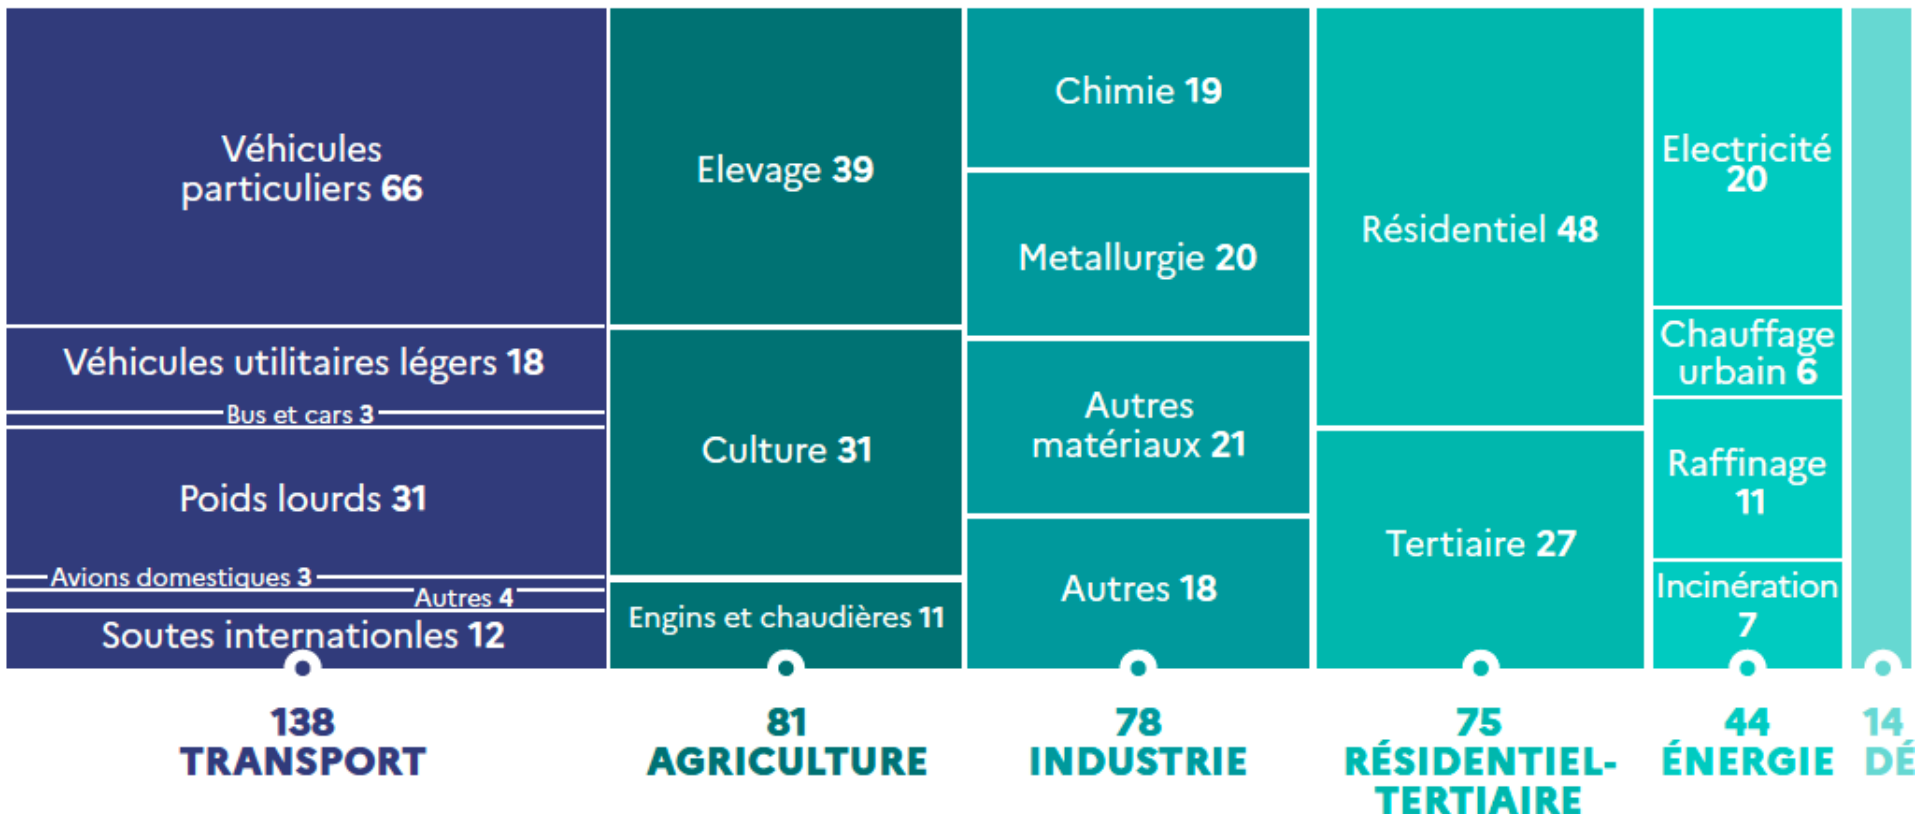 Véhicules
particuliers 66
Véhicules utilitaires légers 18
Bus et cars 3
Poids lourds 31
Avions domestiques 3
Autres 4
Soutes internationles 12
138
TRANSPORT
Elevage 39
Culture 31
Engins et chaudières 11
81
AGRICULTURE
Chimie 19
Metallurgie 20
Autres
matériaux 21
Autres 18
78
INDUSTRIE
Résidentiel 48
Tertiaire 27
75
RÉSIDENTIEL-
TERTIAIRE
Electricité
20
Chauffage
urbain 6
Raffinage
11
Incinération
7
44
ÉNERGIE
14
DÉ